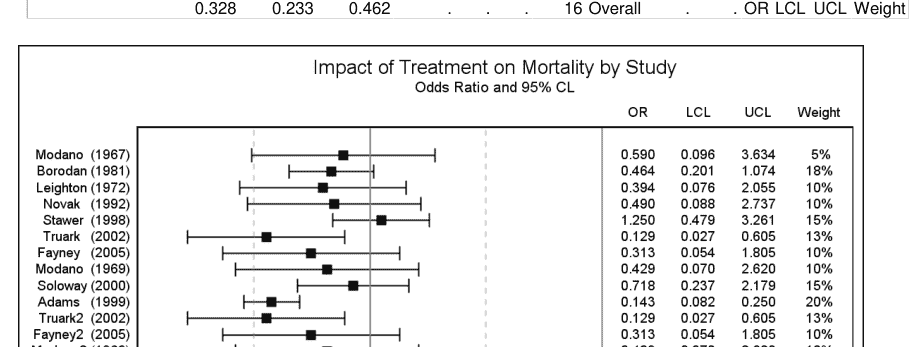 0.328 0.233 0.462 . . . 16 Overall . . OR LCL UCL Weight
Impact of Treatment on Mortality by Study
Odds Ratio and 95% CL
OR LCL UCL Weight
Modano (1967) 0.590 0.096 3.634 5%
Borodan (1981) 0.464 0.201 1.074 18%
Leighton (1972) 0.394 0.076 2.055 10%
Novak (1992) 0.490 0.088 2.737 10%
Stawer (1998) 1.250 0.479 3.261 15%
Truark (2002) 0.129 0.027 0.605 13%
Fayney (2005) 0.313 0.054 1.805 10%
Modano (1969) 0.429 0.070 2.620 10%
Soloway (2000) 0.718 0.237 2.179 15%
Adams (1999) 0.143 0.082 0.250 20%
Truark2 (2002) 0.129 0.027 0.605 13%
Fayney2 (2005) 0.313 0.054 1.805 10%